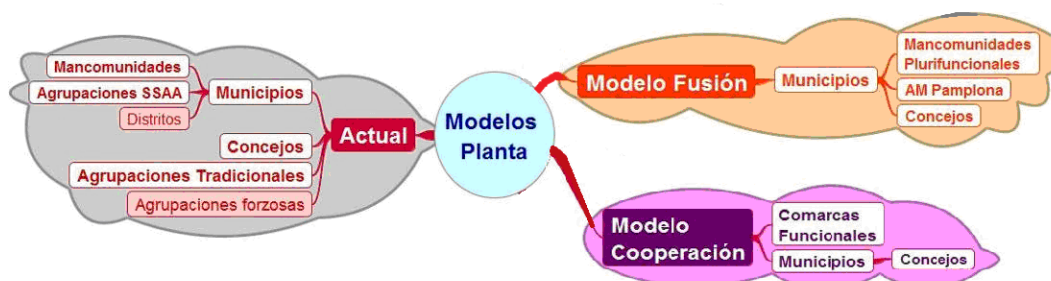 Mancomunidades
Agrupaciones SSAA
Distritos
Municipios
Concejos
Agrupaciones Tradicionales
Agrupaciones forzosas
Actual
Modelos
Planta
Modelo Fusión
Municipios
Mancomunidades
Plurifuncionales
AM Pamplona
Concejos
Modelo
Cooperación
Comarcas
Funcionales
Municipios
Concejos